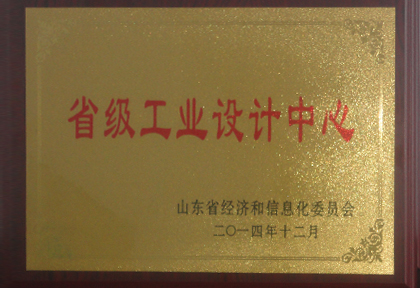 省级工业设计中心
山东省经济和信息化委员会
二〇一四年十二月